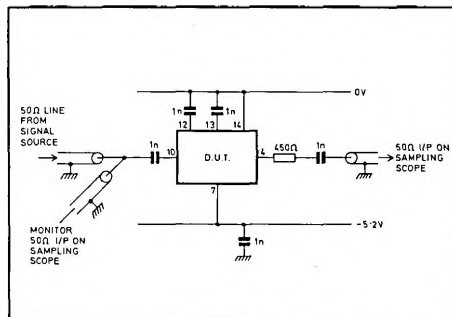 50Ω LINE
FROM
SIGNAL
SOURCE
0V
1n
1n
12
13
14
1n
10
D.U.T.
4
450Ω
1n
50Ω I/P ON
SAMPLING
SCOPE
7
MONITOR
50Ω I/P ON
SAMPLING
SCOPE
-5.2V
1n